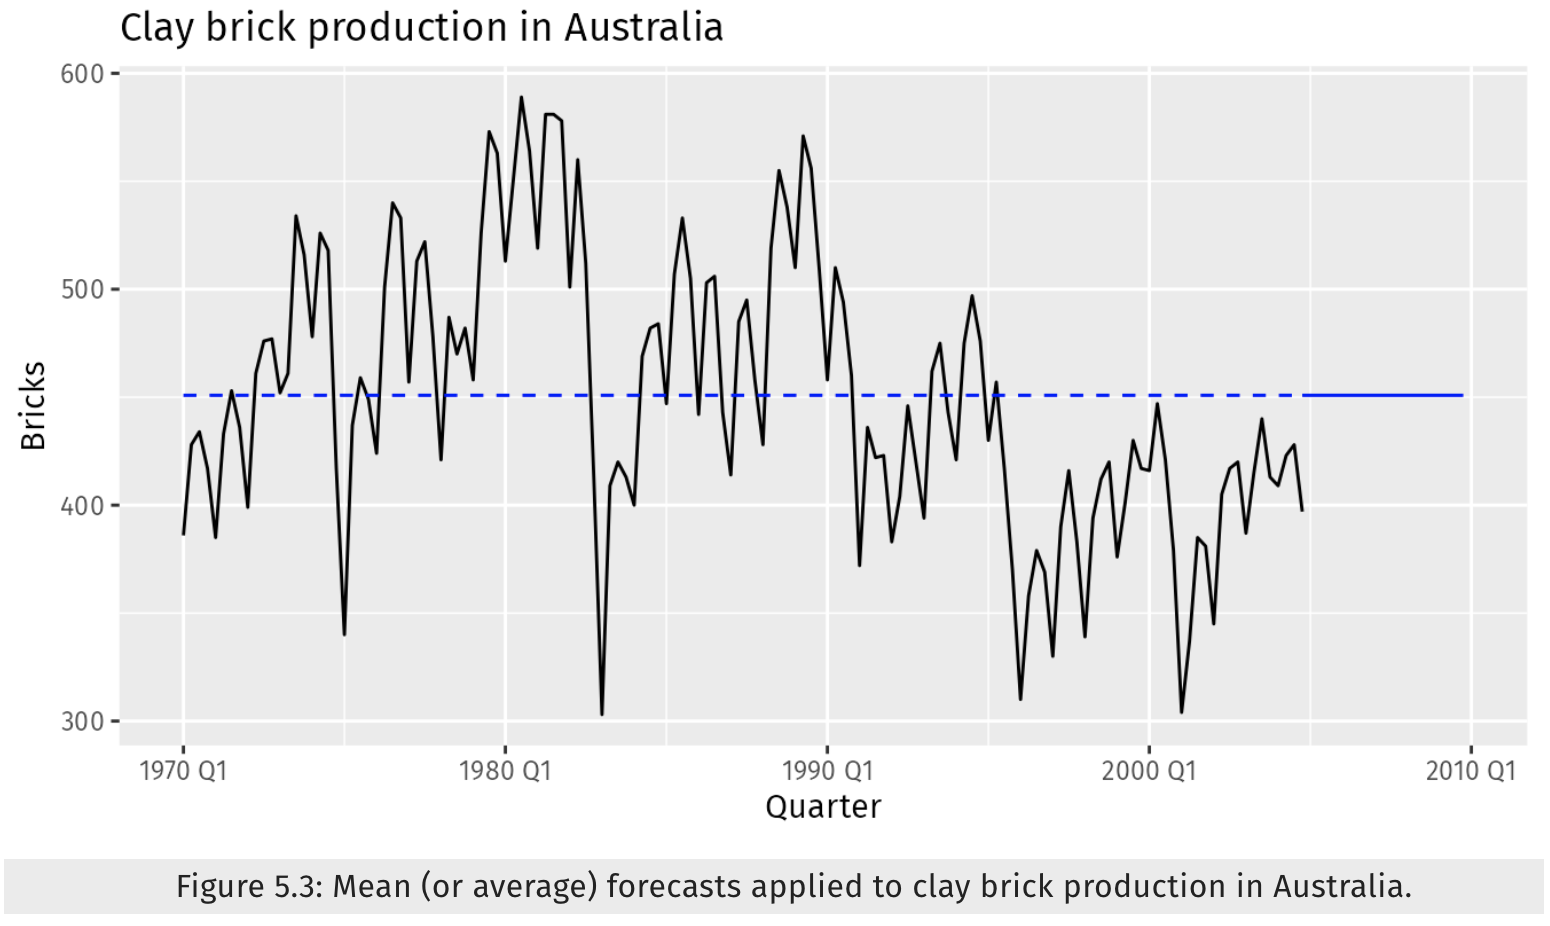 Clay brick production in Australia
600
500
400
300
Bricks
1970 Q1 1980 Q1 1990 Q1 2000 Q1 2010 Q1
Quarter
Figure 5.3: Mean (or average) forecasts applied to clay brick production in Australia.